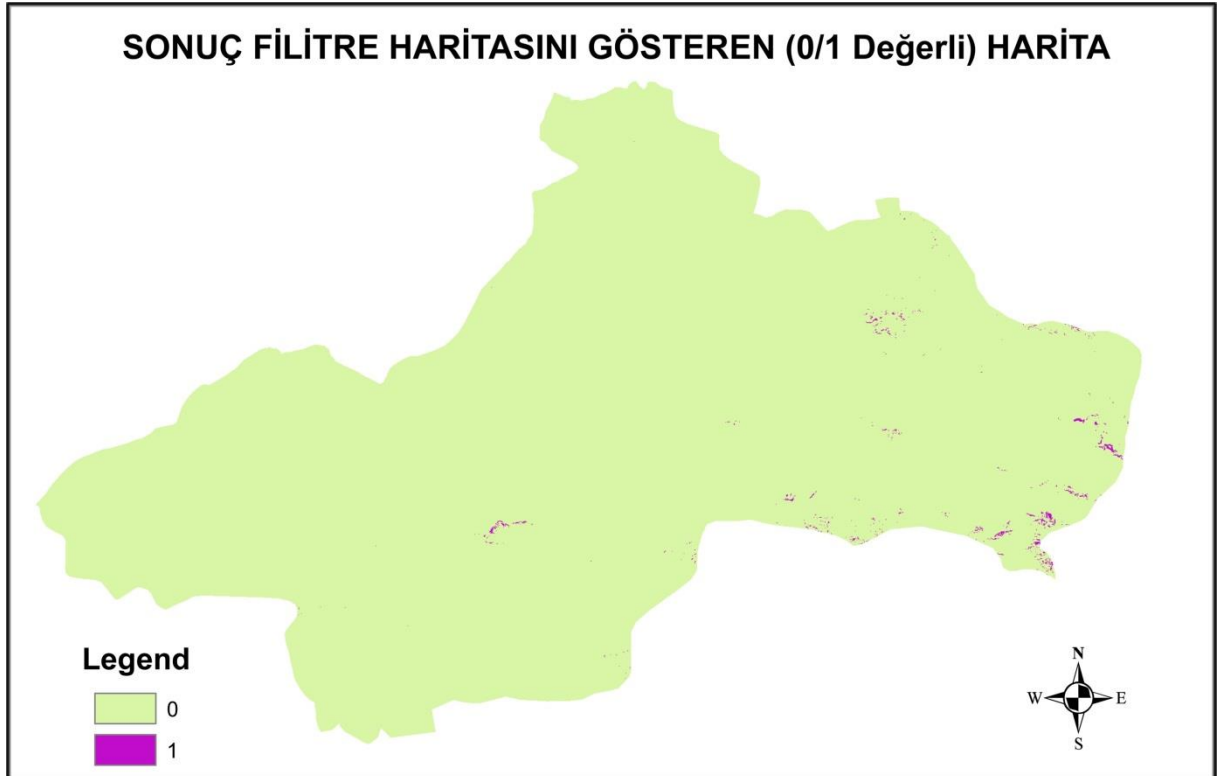 SONUÇ FİLİTRE HARİTASINI GÖSTEREN (0/1 Değerli) HARİTA
Legend
0
1
N
W E
S